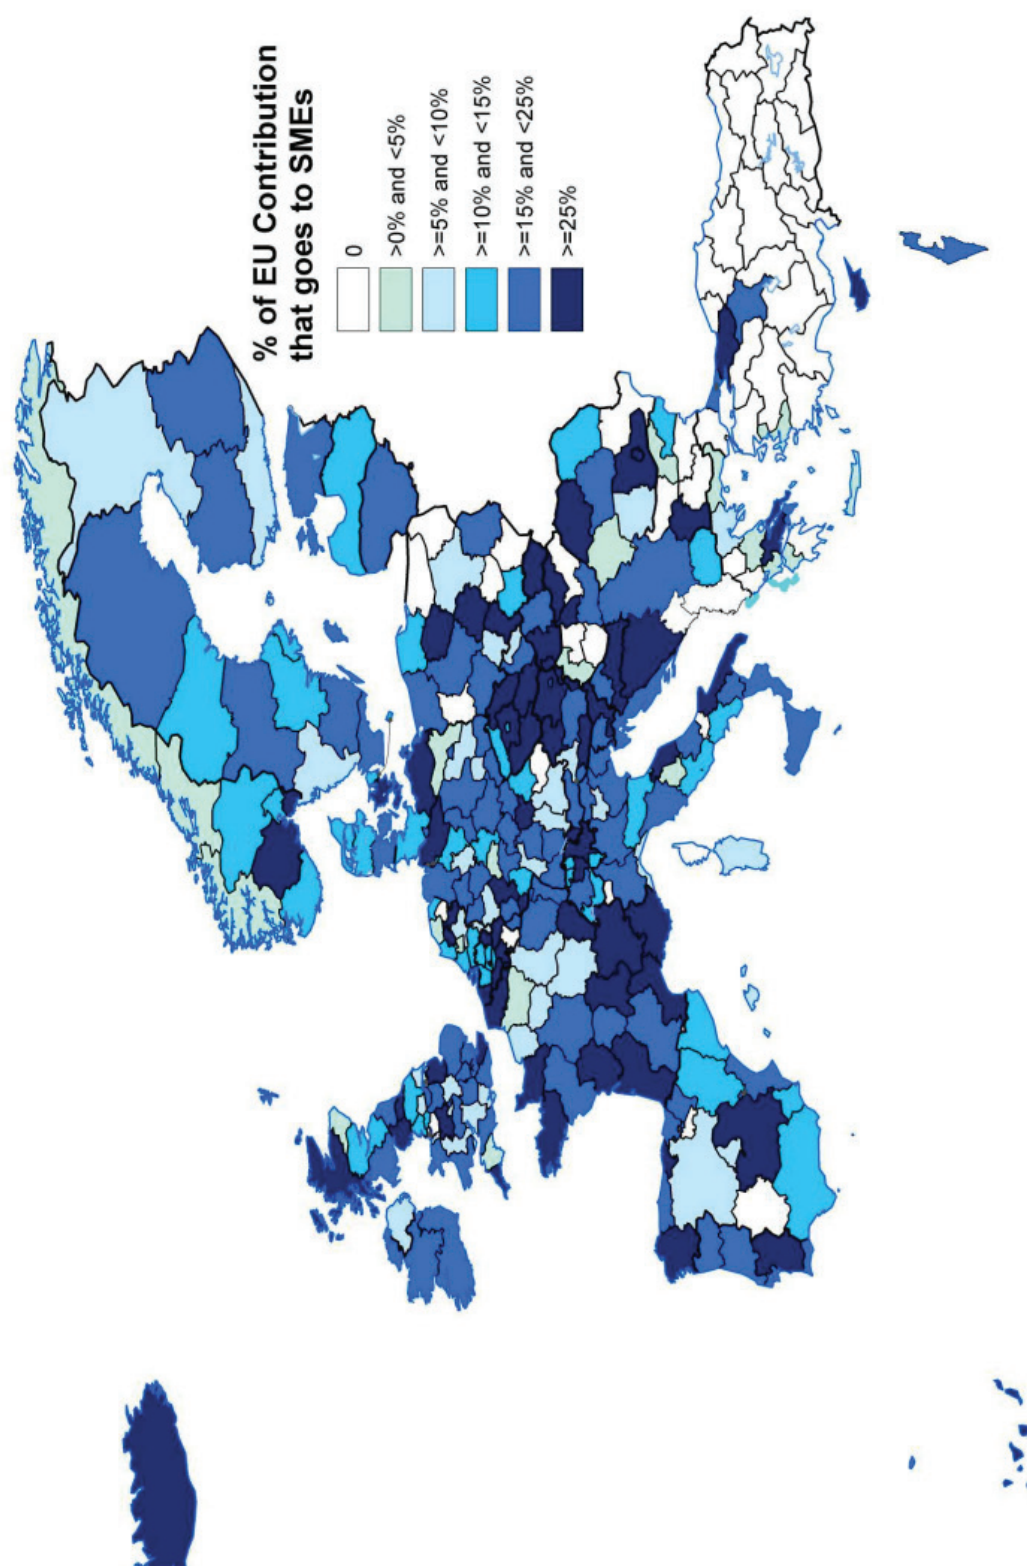 % of EU Contribution
that goes to SMEs
0
>0% and <5%
>=5% and <10%
>=10% and <15%
>=15% and <25%
>=25%